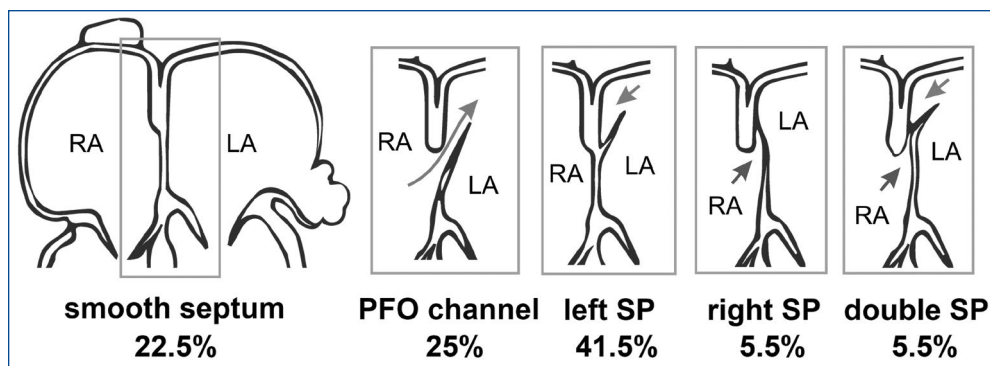 RA
LA
RA
LA
RA
LA
LA
RA
LA
RA
smooth septum
22.5%
PFO channel
25%
left SP
41.5%
right SP
5.5%
double SP
5.5%